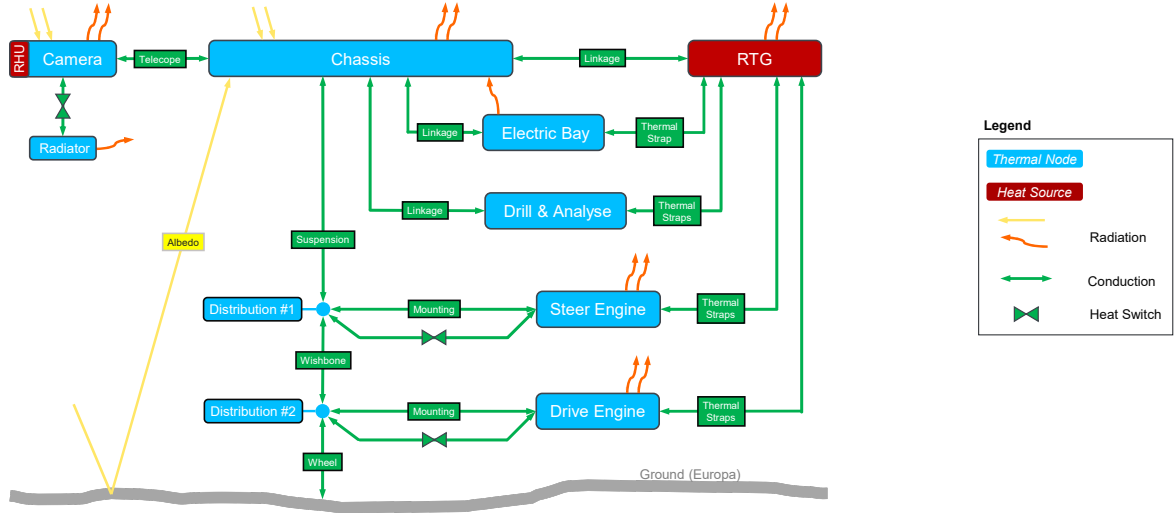 RHU
Camera
Telecope
Chassis
Linkage
RTG
Radiator
Linkage
Electric Bay
Thermal
Strap
Linkage
Drill & Analyse
Thermal
Straps
Albedo
Suspension
Distribution #1
Mounting
Steer Engine
Thermal
Straps
Wishbone
Distribution #2
Mounting
Drive Engine
Thermal
Straps
Wheel
Ground (Europa)
Legend
Thermal Node
Heat Source
Radiation
Conduction
Heat Switch